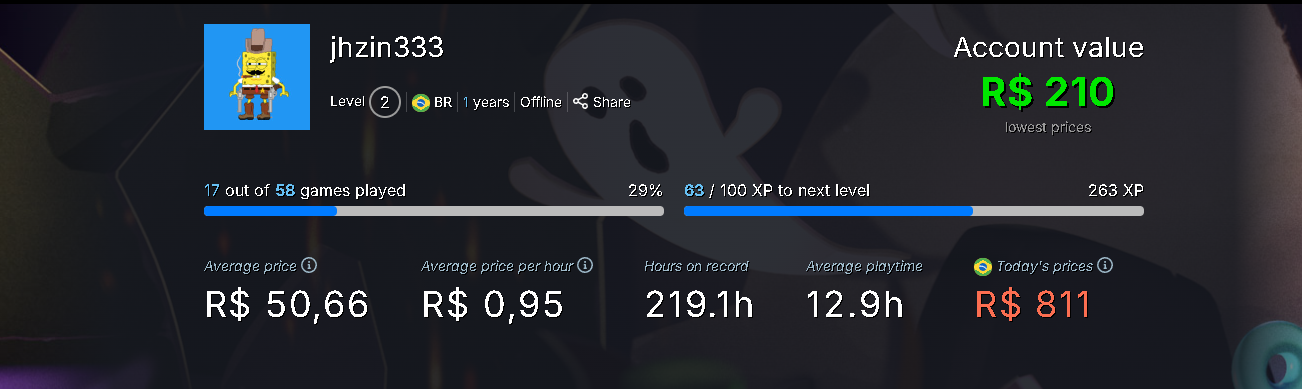 jhzin333
Level 2 BR 1 years Offline Share
Account value
R$ 210
lowest prices
17 out of 58 games played 29%
63 / 100 XP to next level 263 XP
Average price Average price per hour Hours on record Average playtime Today's prices
R$ 50,66 R$ 0,95 219.1h 12.9h R$ 811